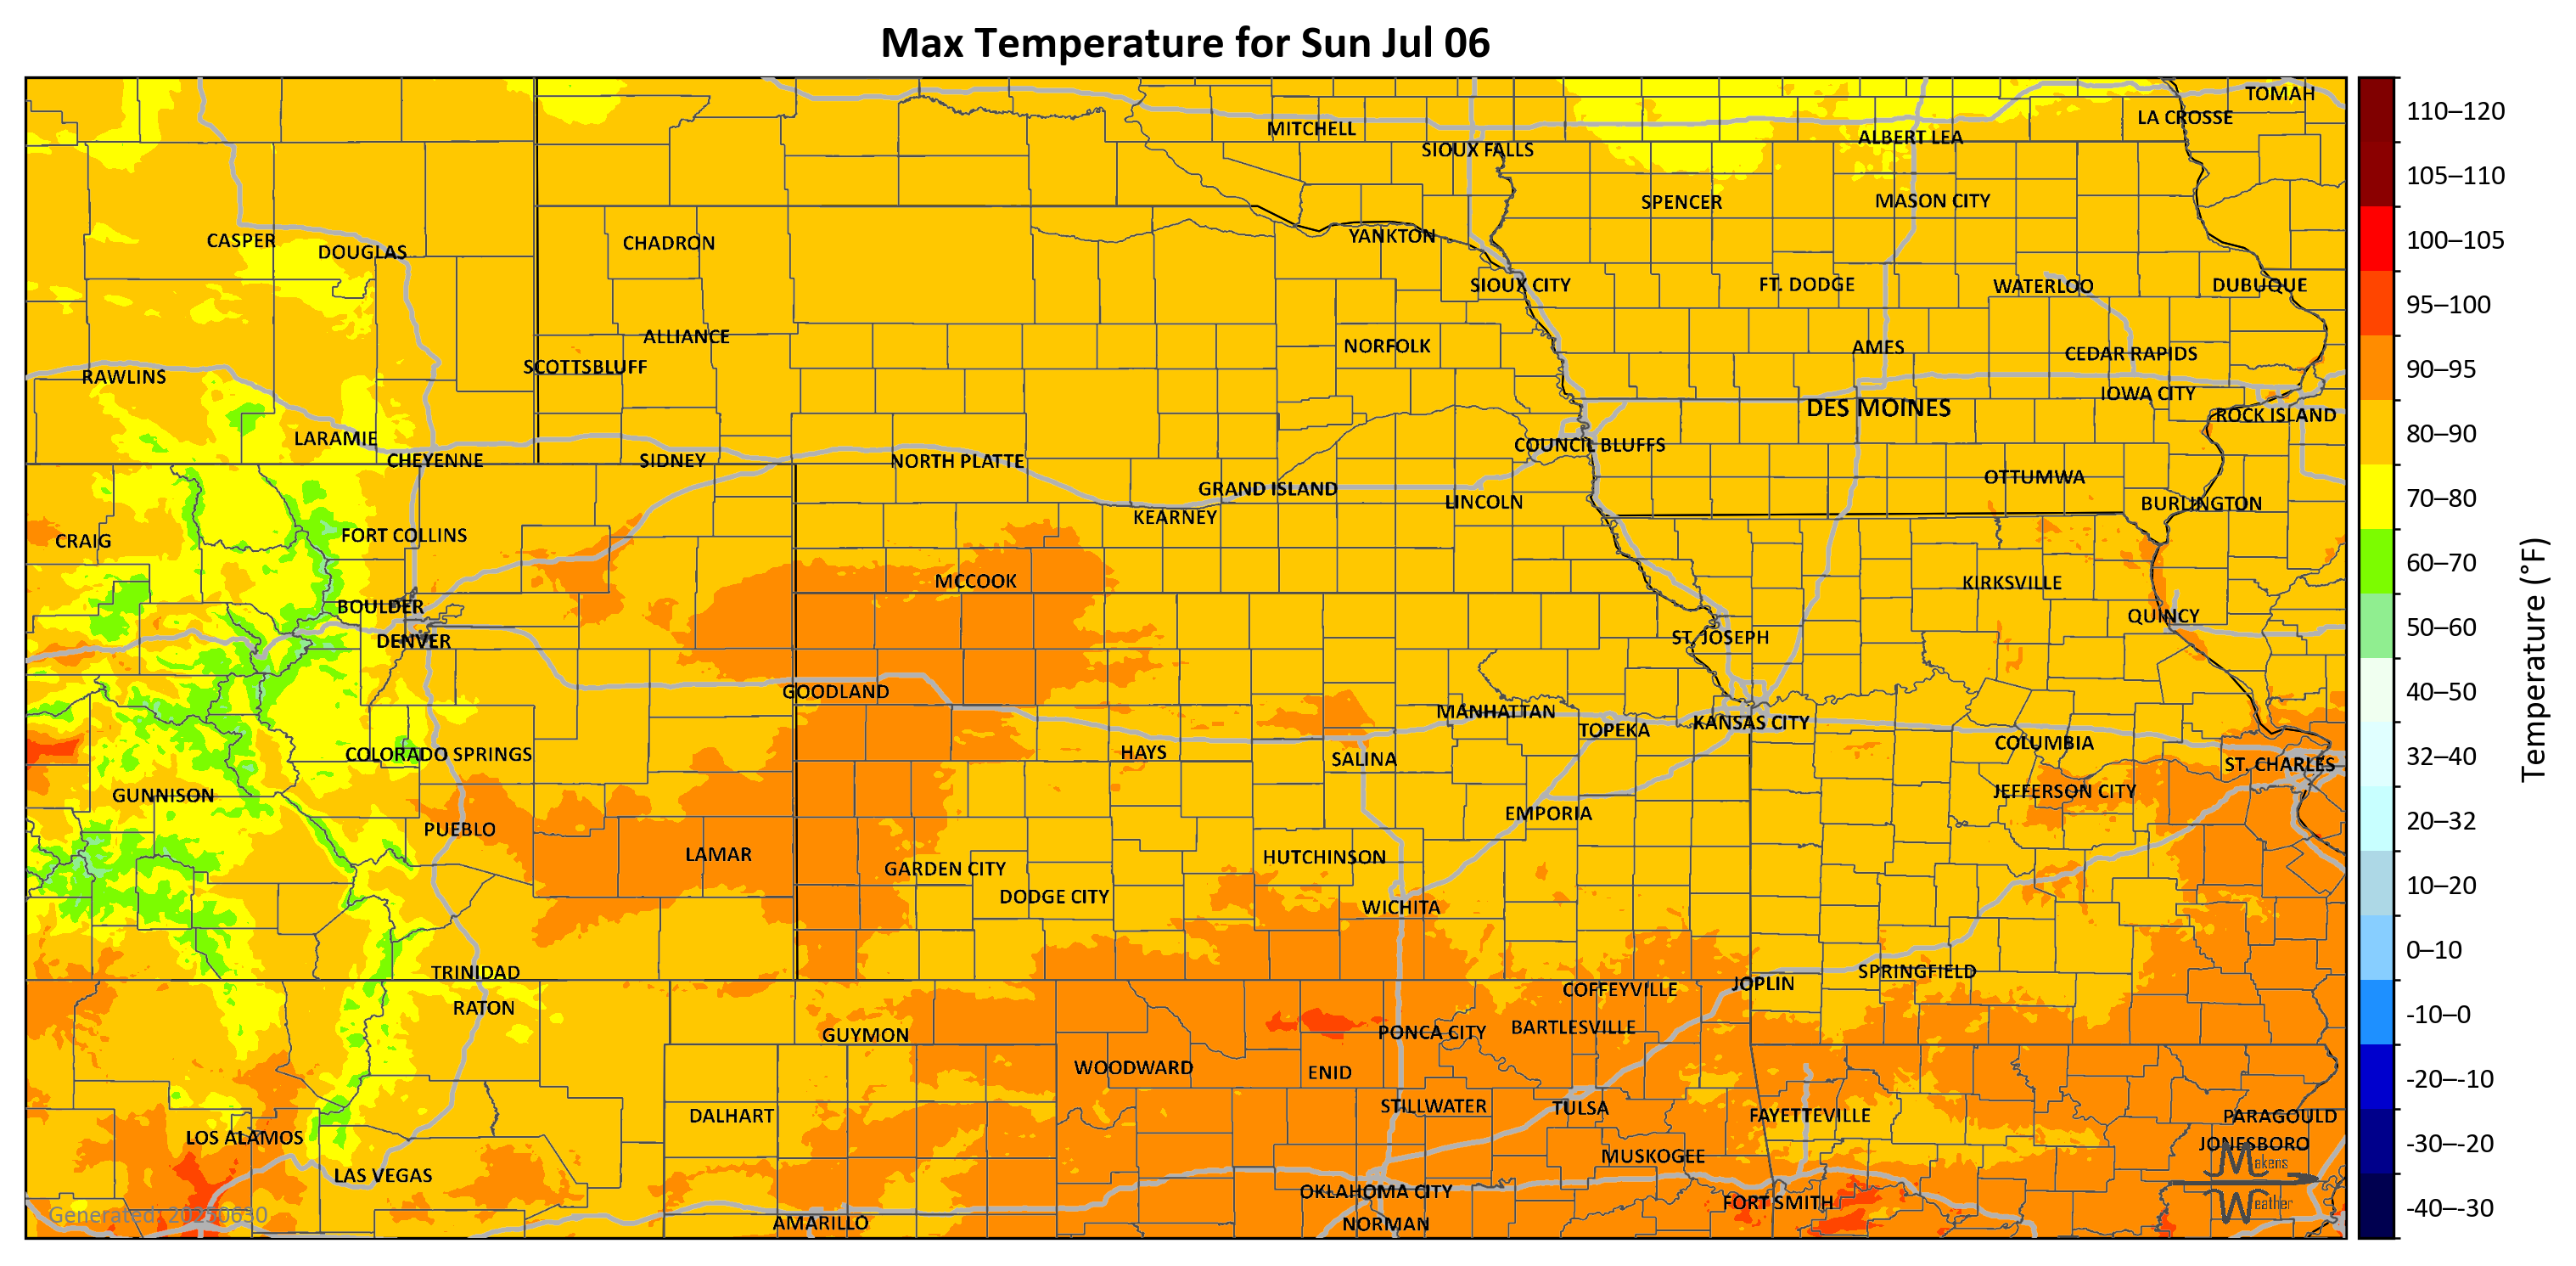 Max Temperature for Sun Jul 06
TOMAH
LA CROSSE
MITCHELL
ALBERT LEA
SIOUX FALLS
SPENCER
MASON CITY
YANKTON
CASPER
CHADRON
DOUGLAS
SIOUX CITY
FT. DODGE
WATERLOO
DUBUQUE
ALLIANCE
NORFOLK
AMES
CEDAR RAPIDS
SCOTTSBLUFF
RAWLINS
IOWA CITY
DES MOINES
ROCK ISLAND
LARAMIE
COUNCIL BLUFFS
CHEYENNE
SIDNEY
NORTH PLATTE
OTTUMWA
GRAND ISLAND
LINCOLN
BURLINGTON
KEARNEY
FORT COLLINS
CRAIG
MCCOOK
KIRKSVILLE
BOULDER
QUINCY
DENVER
ST. JOSEPH
GOODLAND
MANHATTAN
KANSAS CITY
TOPEKA
COLUMBIA
COLORADO SPRINGS
HAYS
SALINA
ST. CHARLES
JEFFERSON CITY
GUNNISON
EMPORIA
PUEBLO
LAMAR
HUTCHINSON
GARDEN CITY
DODGE CITY
WICHITA
TRINIDAD
SPRINGFIELD
JOPLIN
COFFEYVILLE
RATON
BARTLESVILLE
PONCA CITY
GUYMON
WOODWARD
ENID
STILLWATER
TULSA
DALHART
FAYETTEVILLE
PARAGOULD
LOS ALAMOS
JONESBORO
MUSKOGEE
LAS VEGAS
OKLAHOMA CITY
FORT SMITH
AMARILLO
NORMAN
Generated: 20250630
Makens
Weather
110–120
105–110
100–105
95–100
90–95
80–90
70–80
60–70
50–60
40–50
32–40
20–32
10–20
0–10
-10–0
-20–-10
-30–-20
-40–-30
Temperature (°F)